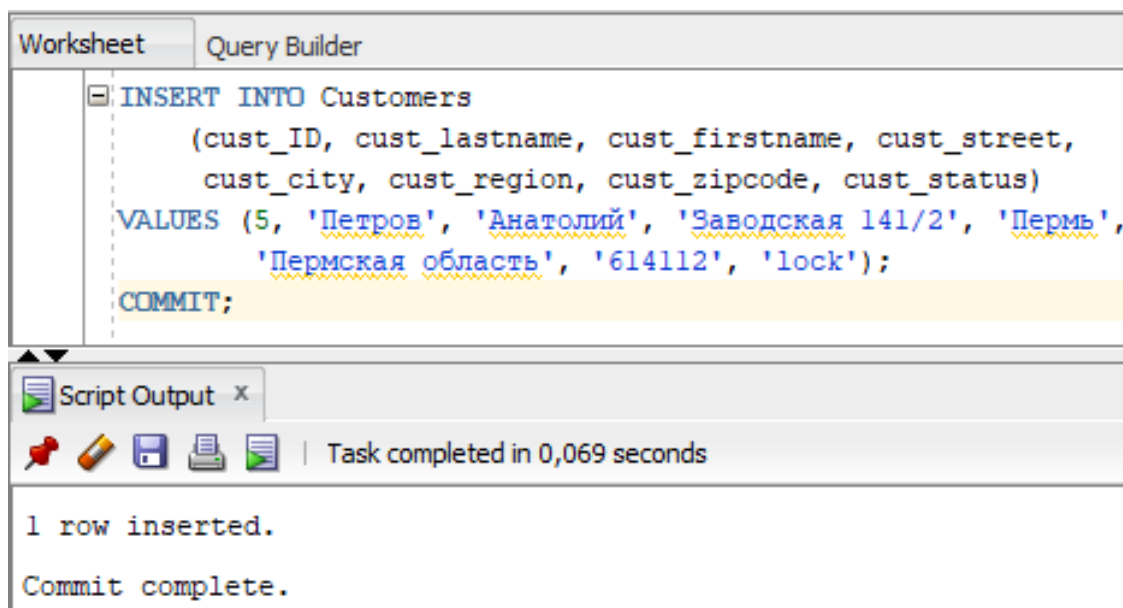 Worksheet Query Builder
INSERT INTO Customers
(cust_ID, cust_lastname, cust_firstname, cust_street,
cust_city, cust_region, cust_zipcode, cust_status)
VALUES (5, 'Петров', 'Анатолий', 'Заводская 141/2', 'Пермь',
'Пермская область', '614112', 'lock');
COMMIT;
Script Output x
Task completed in 0,069 seconds
1 row inserted.
Commit complete.